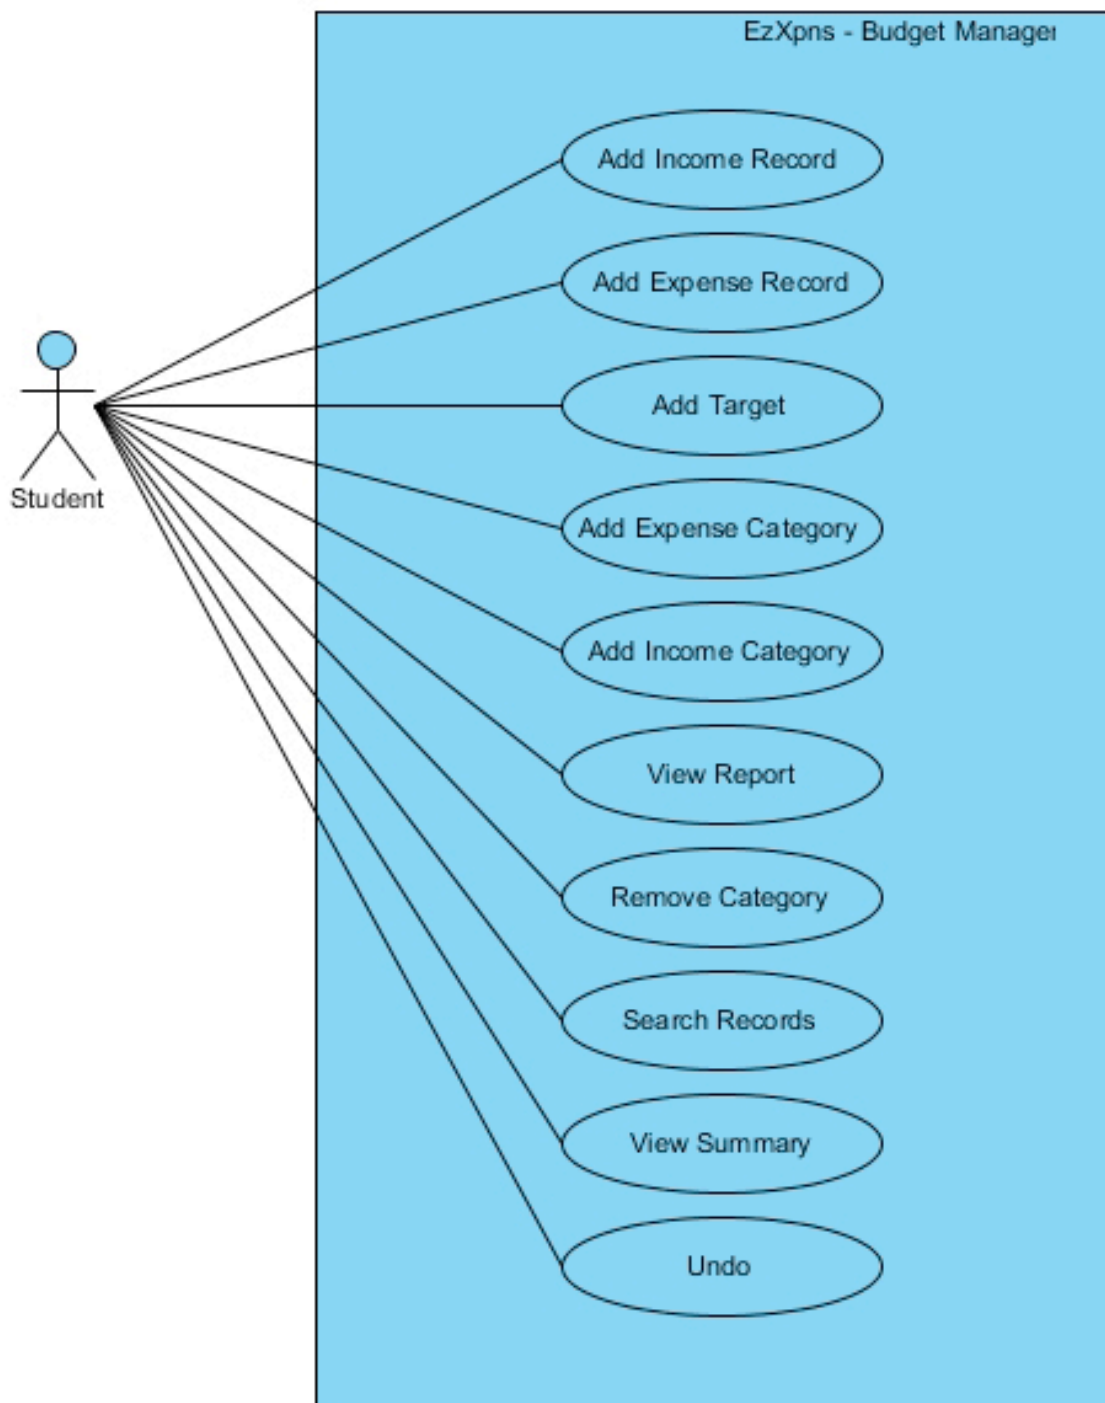 EzXpns - Budget Manager
Add Income Record
Add Expense Record
Add Target
Student
Add Expense Category
Add Income Category
View Report
Remove Category
Search Records
View Summary
Undo